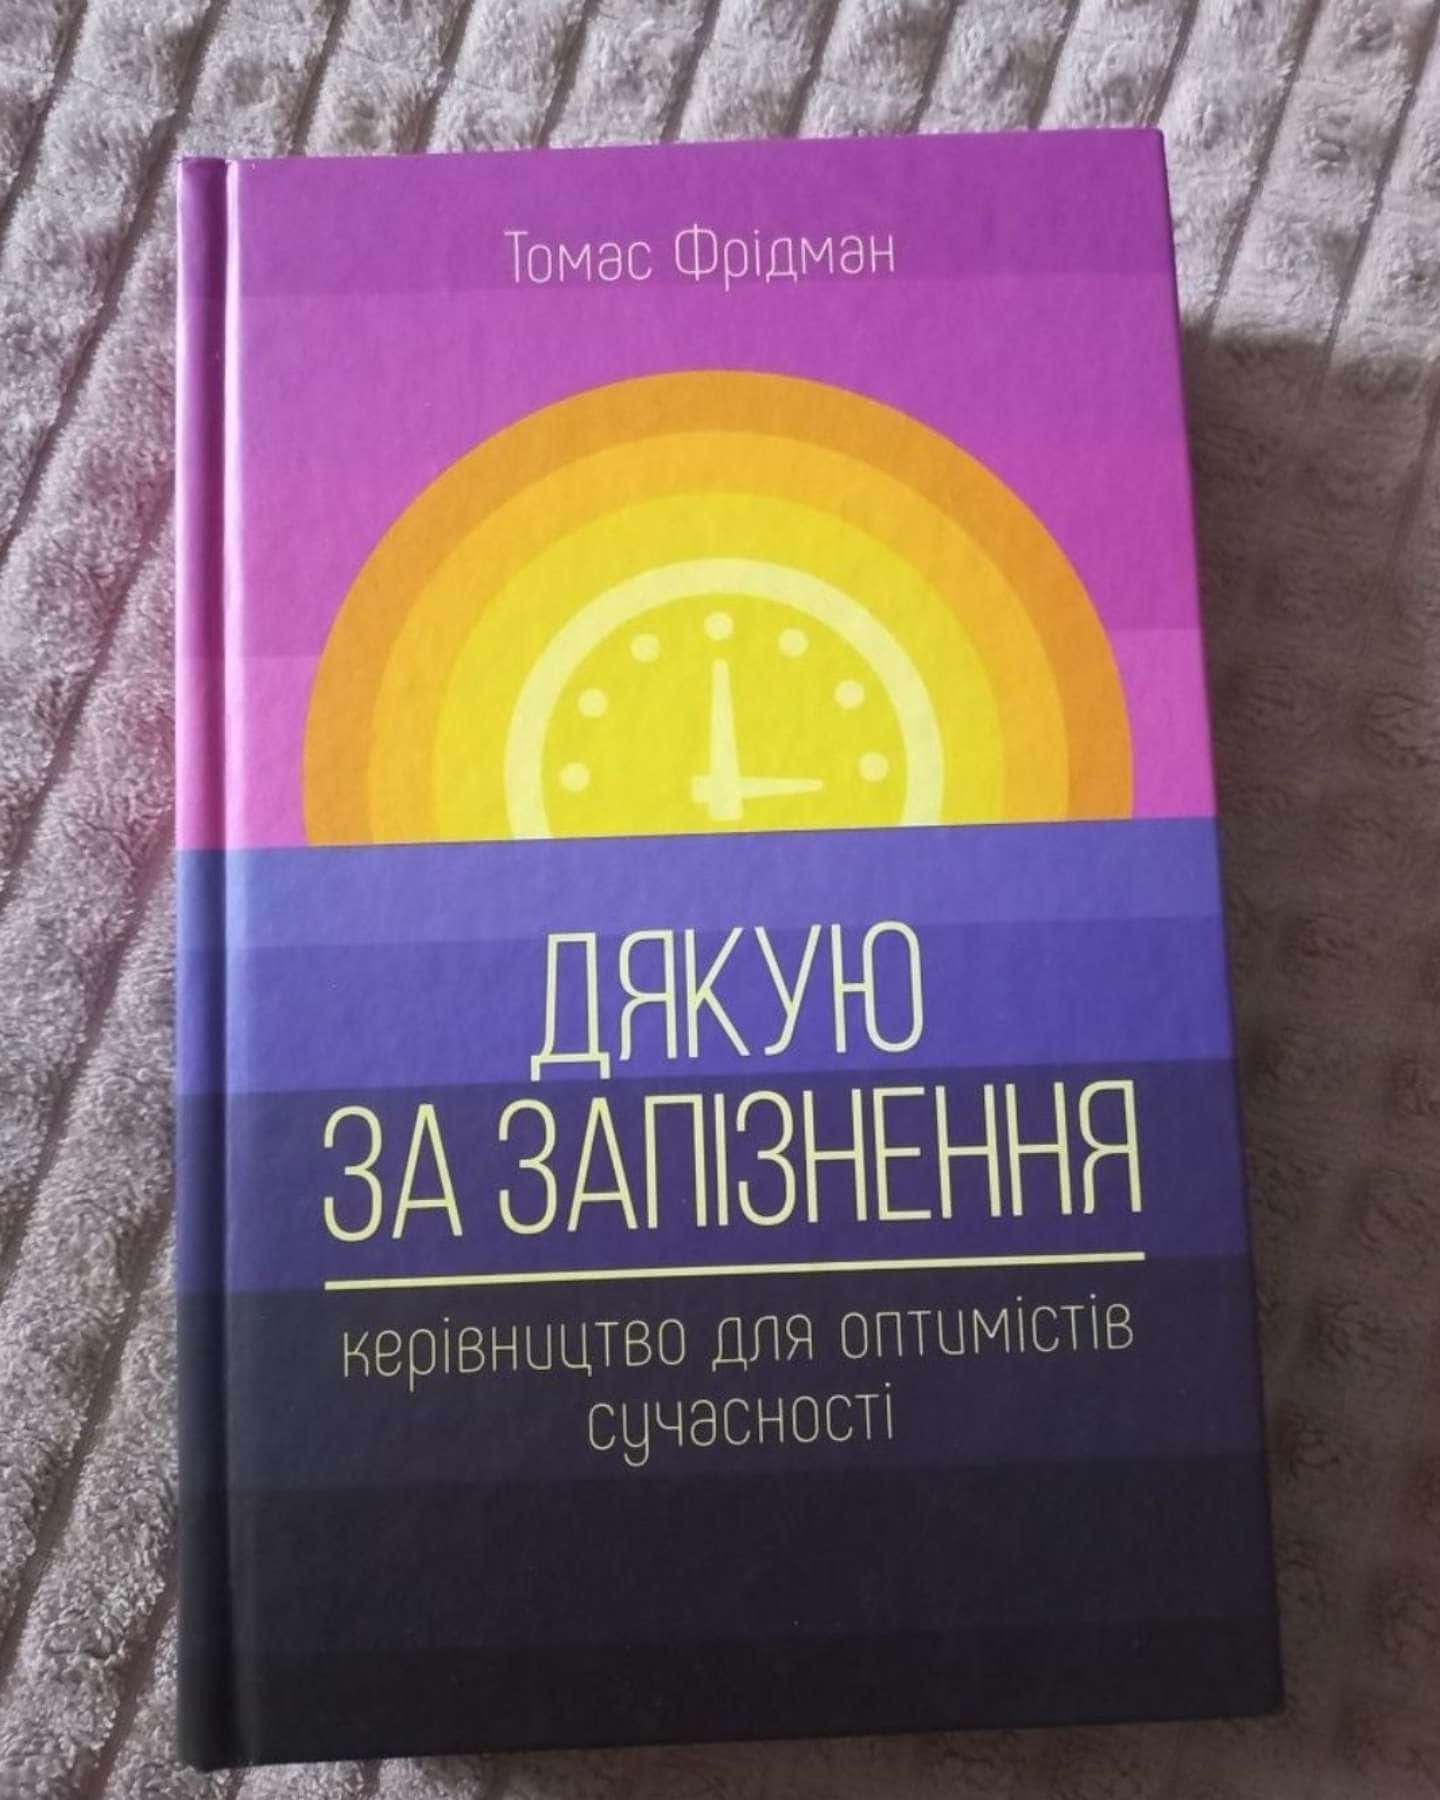 Томас Фрідман
ДЯКУЮ
ЗА ЗАПІЗНЕННЯ
керівництво для оптимістів
сучасності